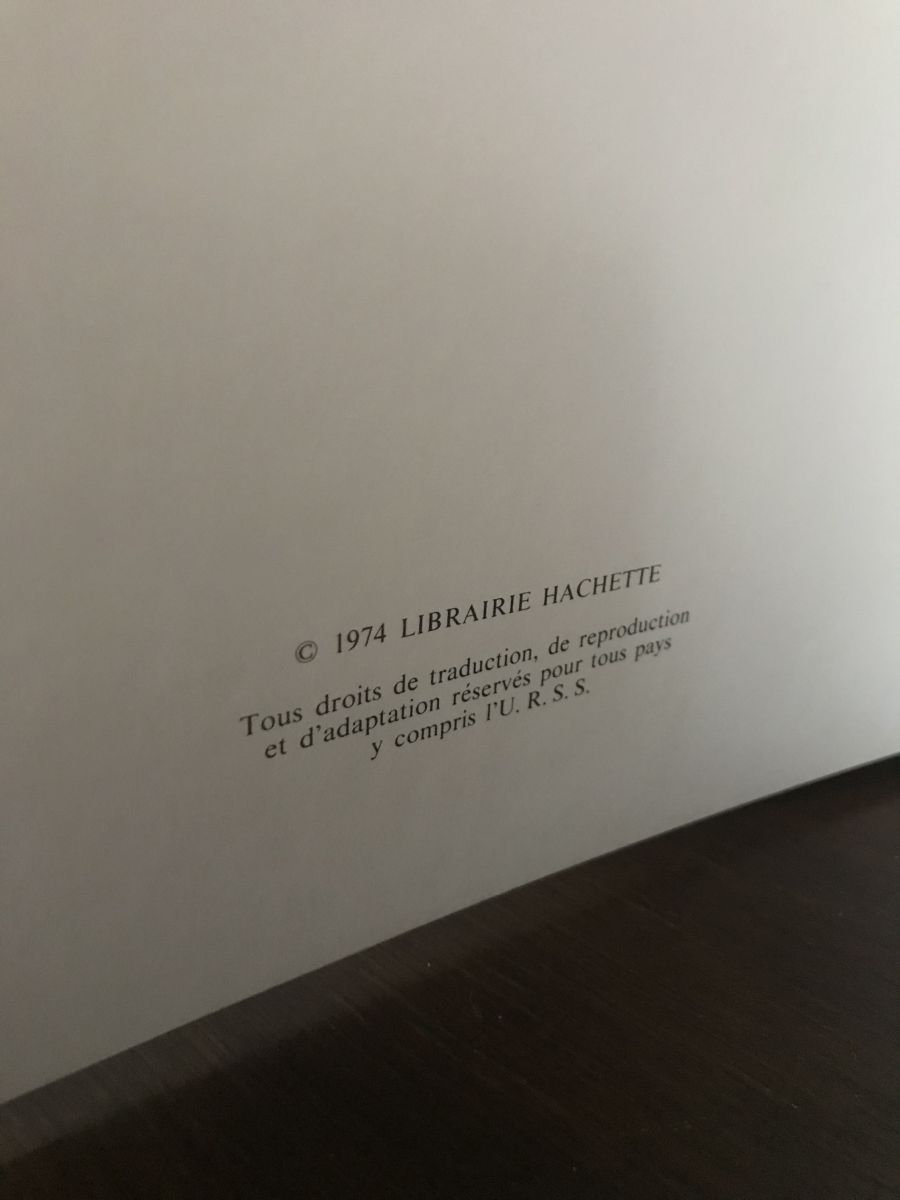 © 1974 LIBRAIRIE HACHETTE
Tous droits de traduction, de reproduction
et d'adaptation réservés pour tous pays
y compris l'U. R. S. S.